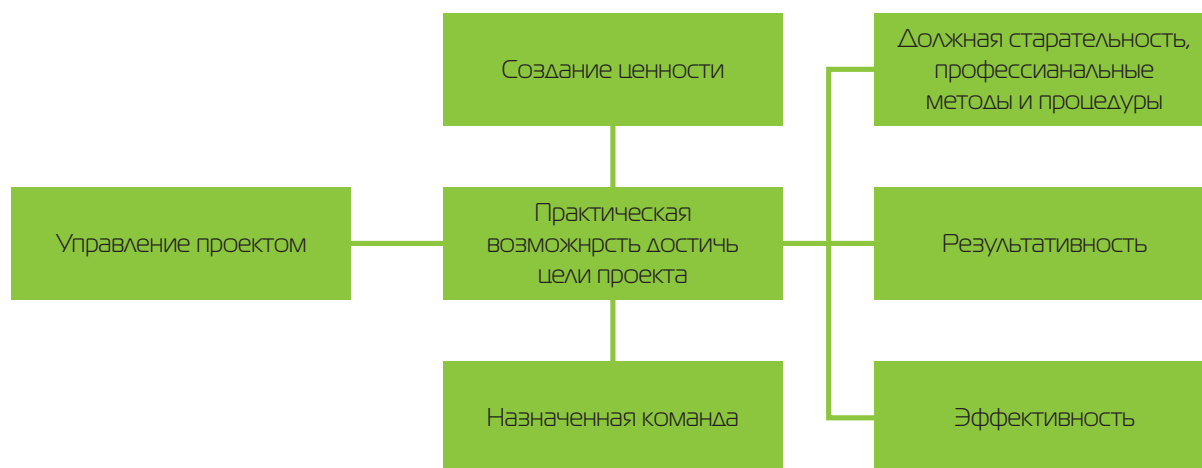 Создание ценности
Должная старательность,
профессианальные
методы и процедуры
Управление проектом
Практическая
возможнрсть достичь
цели проекта
Результативность
Назначенная команда
Эффективность